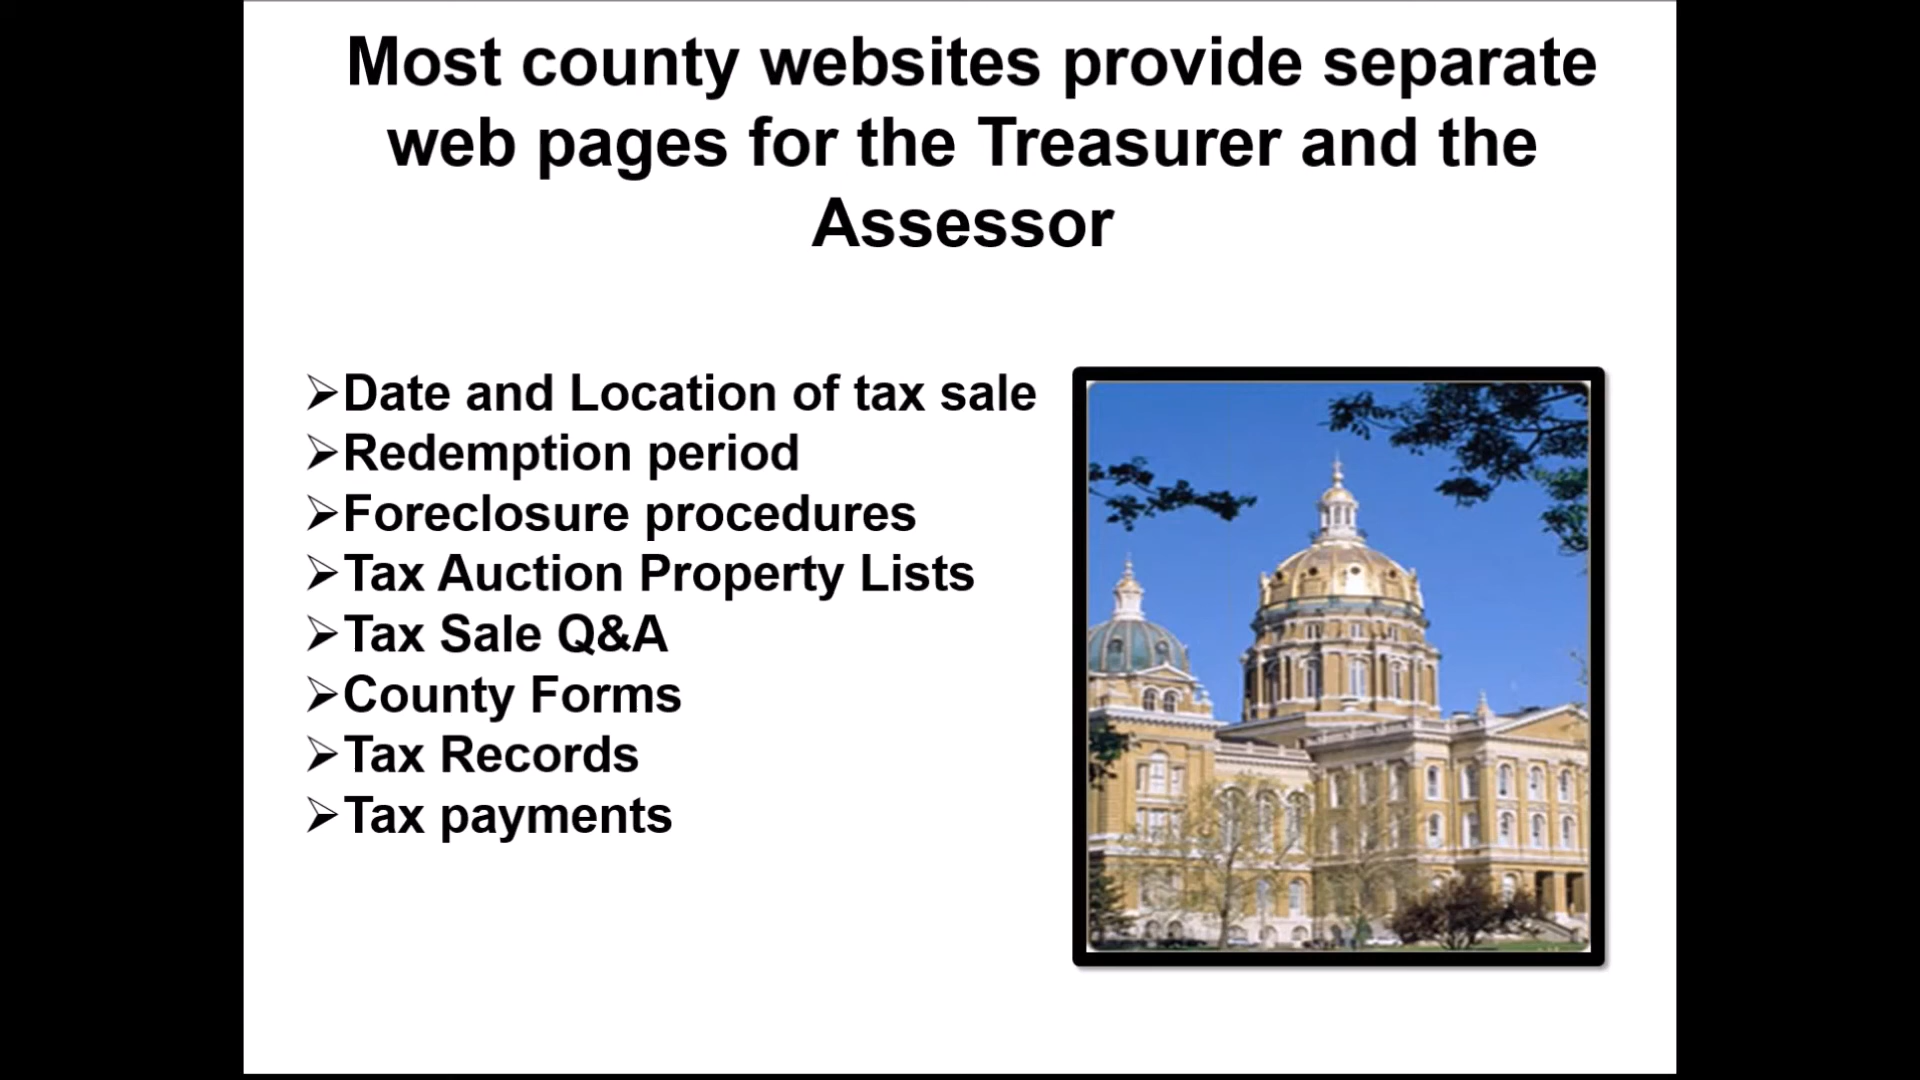 Most county websites provide separate
web pages for the Treasurer and the
Assessor
➢Date and Location of tax sale
➢Redemption period
➢Foreclosure procedures
➢Tax Auction Property Lists
➢Tax Sale Q&A
➢County Forms
➢Tax Records
➢Tax payments